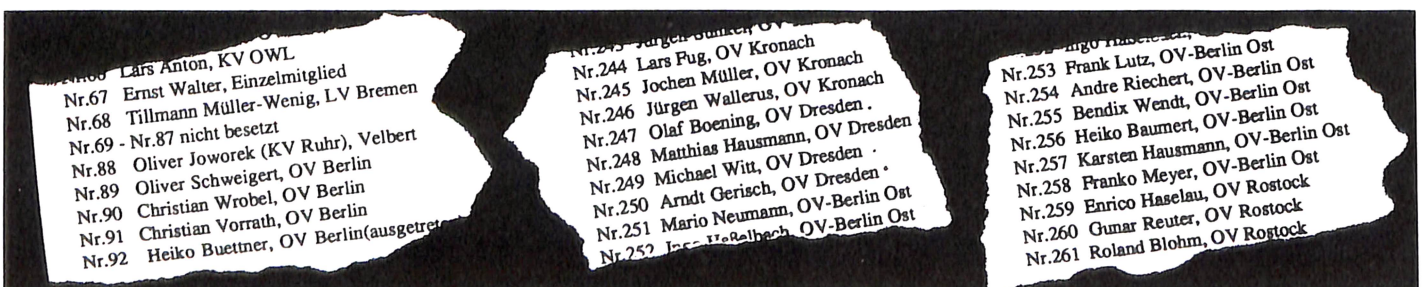 Lars Anton, KV OWL
Nr.67 Ernst Walter, Einzelmitglied
Nr.68 Tillmann Müller-Wenig, LV Bremen
Nr.69 - Nr.87 nicht besetzt
Nr.88 Oliver Joworek (KV Ruhr), Velbert
Nr.89 Oliver Schweigert, OV Berlin
Nr.90 Christian Wrobel, OV Berlin
Nr.91 Christian Vorrath, OV Berlin
Nr.92 Heiko Buettner, OV Berlin(ausgetret
Nr.244 Lars Fug, OV Kronach
Nr.245 Jochen Müller, OV Kronach
Nr.246 Jürgen Wallerus, OV Kronach
Nr.247 Olaf Boening, OV Dresden
Nr.248 Matthias Hausmann, OV Dresden
Nr.249 Michael Witt, OV Dresden
Nr.250 Arndt Gerisch, OV Dresden
Nr.251 Mario Neumann, OV-Berlin Ost
Nr.252 OV-Berlin Ost
Nr.253 Frank Lutz, OV-Berlin Ost
Nr.254 Andre Riechert, OV-Berlin Ost
Nr.255 Bendix Wendt, OV-Berlin Ost
Nr.256 Heiko Baumert, OV-Berlin Ost
Nr.257 Karsten Hausmann, OV-Berlin Ost
Nr.258 Franko Meyer, OV-Berlin Ost
Nr.259 Enrico Haselau, OV Rostock
Nr.260 Gunar Reuter, OV Rostock
Nr.261 Roland Blohm, OV Rostock